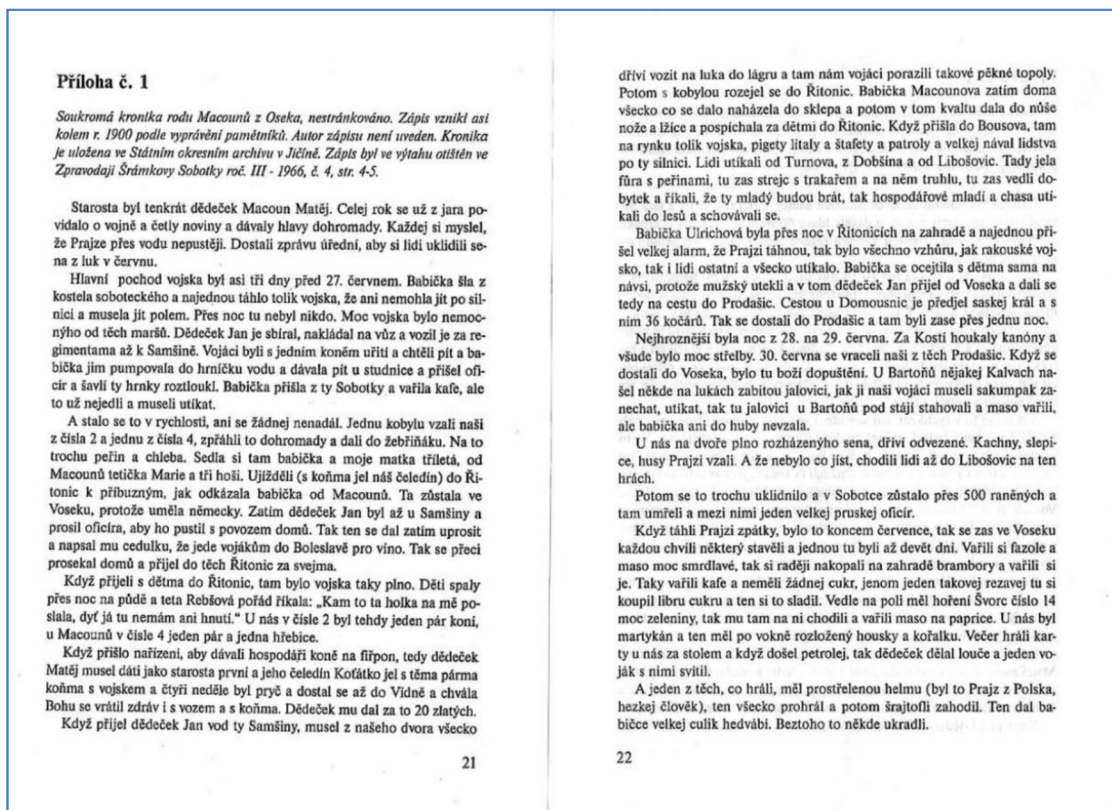 Příloha č. 1
Soukromá kronika rodu Macounů z Oseka, nestránkováno. Zápis vznikl asi
kolem r. 1900 podle vyprávění pamětníků. Autor zápisu není uveden. Kronika
je uložena ve Státním okresním archivu v Jičíně. Zápis byl ve výtahu otištěn ve
Zpravodaji Šrámkovy Sobotky roč. III - 1966, č. 4, str. 4-5.
Starosta byl tenkrát dědeček Macoun Matěj. Celej rok se už z jara po-
vídalo o vojně a četly noviny a dávaly hlavy dohromady. Každej si myslel,
že Prajze přes vodu nepustěji. Dostali zprávu úřední, aby si lidi uklidili se-
na z luk v červnu.
Hlavní pochod vojska byl asi tři dny před 27. červnem. Babička šla z
kostela soboteckého a najednou táhlo tolik vojska, že ani nemohla jít po sil-
nici a musela jít polem. Přes noc tu nebyl nikdo. Moc vojska bylo nemoc-
nýho od těch maršů. Dědeček Jan je sbíral, nakládal na vůz a vozil je za re-
gimentama až k Samšině. Vojáci byli s jedním koněm uřití a chtěli pít a ba-
bička jim pumpovala do hrníčku vodu a dávala pít u studnice a přišel ofi-
cír a šavlí ty hrnky roztloukl. Babička přišla z ty Sobotky a vařila kafe, ale
to už nejedli a museli utíkat.
A stalo se to v rychlosti, ani se žádnej nenadál. Jednu kobylu vzali naši
z čísla 2 a jednu z čísla 4, zpřáhli to dohromady a dali do žebřiňáku. Na to
trochu peřin a chleba. Sedla si tam babička a moje matka tříletá, od
Macounů tetička Marie a tři hoši. Ujížděli (s koňma jel náš čeledín) do Ři-
tonic k příbuzným, jak odkázala babička od Macounů. Ta zůstala ve
Voseku, protože uměla německy. Zatím dědeček Jan byl až u Samšiny a
prosil oficíra, aby ho pustil s povozem domů. Tak ten se dal zatím uprosit
a napsal mu cedulku, že jede vojákům do Boleslavě pro víno. Tak se přeci
prosekal domů a přijel do těch Řitonic za svejma.
Když přijeli s dětma do Řitonic, tam bylo vojska taky plno. Děti spaly
přes noc na půdě a teta Rebšová pořád říkala: „Kam to ta holka na mě po-
slala, dyť já tu nemám ani hnutí.“ U nás v čísle 2 byl tehdy jeden pár koní,
u Macounů v čísle 4 jeden pár a jedna hřebice.
Když přišlo nařízení, aby dávali hospodáři koně na fiřpon, tedy dědeček
Matěj musel dáti jako starosta první a jeho čeledín Koťátko jel s těma párma
koňma s vojskem a čtyři neděle byl pryč a dostal se až do Vídně a chvála
Bohu se vrátil zdráv i s vozem a s koňma. Dědeček mu dal za to 20 zlatých.
Když přijel dědeček Jan vod ty Samšiny, musel z našeho dvora všecko
21
dříví vozit na luka do lágru a tam nám vojáci porazili takové pěkné topoly.
Potom s kobylou rozejel se do Řitonic. Babička Macounova zatím doma
všecko co se dalo naházela do sklepa a potom v tom kvaltu dala do nůše
nože a lžíce a pospíchala za dětmi do Řitonic. Když přišla do Bousova, tam
na rynku tolik vojska, pigety lítaly a štafety a patroly a velkej nával lidstva
po ty silnici. Lidi utíkali od Turnova, z Dobšína a od Libošovic. Tady jela
fůra s peřinami, tu zas strejc s trakařem a na něm truhlu, tu zas vedli do-
bytek a říkali, že ty mladý budou brát, tak hospodářové mladí a chasa utí-
kali do lesů a schovávali se.
Babička Ulrichová byla přes noc v Řitonicích na zahradě a najednou při-
šel velkej alarm, že Prajzi táhnou, tak bylo všechno vzhůru, jak rakouské voj-
sko, tak i lidi ostatní a všecko utíkalo. Babička se ocejtila s dětma sama na
návsi, protože mužský utekli a v tom dědeček Jan přijel od Voseka a dali se
tedy na cestu do Prodašic. Cestou u Domousnic je předjel saskej král a s
ním 36 kočárů. Tak se dostali do Prodašic a tam byli zase přes jednu noc.
Nejhroznější byla noc z 28. na 29. června. Za Kostí houkaly kanóny a
všude bylo moc střelby. 30. června se vraceli naši z těch Prodašic. Když se
dostali do Voseka, bylo tu boží dopuštění. U Bartoňů nějakej Kalvach na-
šel někde na lukách zabitou jalovici, jak ji naši vojáci museli sakumpak za-
nechat, utíkat, tak tu jalovici u Bartoňů pod stájí stahovali a maso vařili,
ale babička ani do huby nevzala.
U nás na dvoře plno rozházenýho sena, dříví odvezené. Kachny, slepi-
ce, husy Prajzi vzali. A že nebylo co jíst, chodili lidi až do Libošovic na ten
hrách.
Potom se to trochu uklidnilo a v Sobotce zůstalo přes 500 raněných a
tam umřeli a mezi nimi jeden velkej pruskej oficír.
Když táhli Prajzi zpátky, bylo to koncem července, tak se zas ve Voseku
každou chvíli některý stavěli a jednou tu byli až devět dní. Vařili si fazole a
maso moc smrdlavé, tak si raději nakopali na zahradě brambory a vařili si
je. Taky vařili kafe a neměli žádnej cukr, jenom jeden takovej rezavej tu si
koupil libru cukru a ten si to sladil. Vedle na poli měl hoření Švorc číslo 14
moc zeleniny, tak mu tam na ni chodili a vařili maso na paprice. U nás byl
martykán a ten měl po vokně rozložený housky a kořalku. Večer hráli kar-
ty u nás za stolem a když došel petrolej, tak dědeček dělal louče a jeden vo-
ják s nimi svítil.
A jeden z těch, co hráli, měl prostřelenou helmu (byl to Prajz z Polska,
hezkej člověk), ten všecko prohrál a potom šrajtofli zahodil. Ten dal ba-
bičce velkej culik hedvábí. Beztoho to někde ukradli.
22